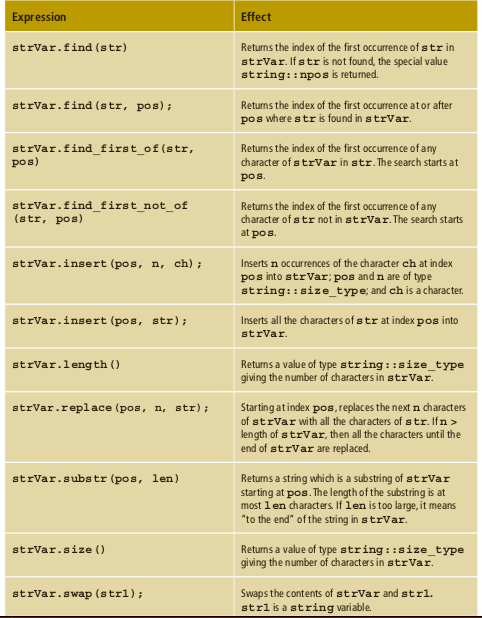 Expression Effect
strVar.find(str) Returns the index of the first occurrence of str in
strVar. If str is not found, the special value
string::npos is returned.
strVar.find(str, pos); Returns the index of the first occurrence at or after
pos where str is found in strVar.
strVar.find_first_of(str, Returns the index of the first occurrence of any
pos) character of strVar in str. The search starts at
pos.
strVar.find_first_not_of Returns the index of the first occurrence of any
(str, pos) character of str not in strVar. The search starts
at pos.
strVar.insert(pos, n, ch); Inserts n occurrences of the character ch at index
pos into strVar; pos and n are of type
string::size_type; and ch is a character.
strVar.insert(pos, str); Inserts all the characters of str at index pos into
strVar.
strVar.length() Returns a value of type string::size_type
giving the number of characters in strVar.
strVar.replace(pos, n, str); Starting at index pos, replaces the next n characters
of strVar with all the characters of str. If n >
length of strVar, then all the characters until the
end of strVar are replaced.
strVar.substr(pos, len) Returns a string which is a substring of strVar
starting at pos. The length of the substring is at
most len characters. If len is too large, it means
"to the end" of the string in strVar.
strVar.size() Returns a value of type string::size_type
giving the number of characters in strVar.
strVar.swap(str1); Swaps the contents of strVar and str1.
str1 is a string variable.